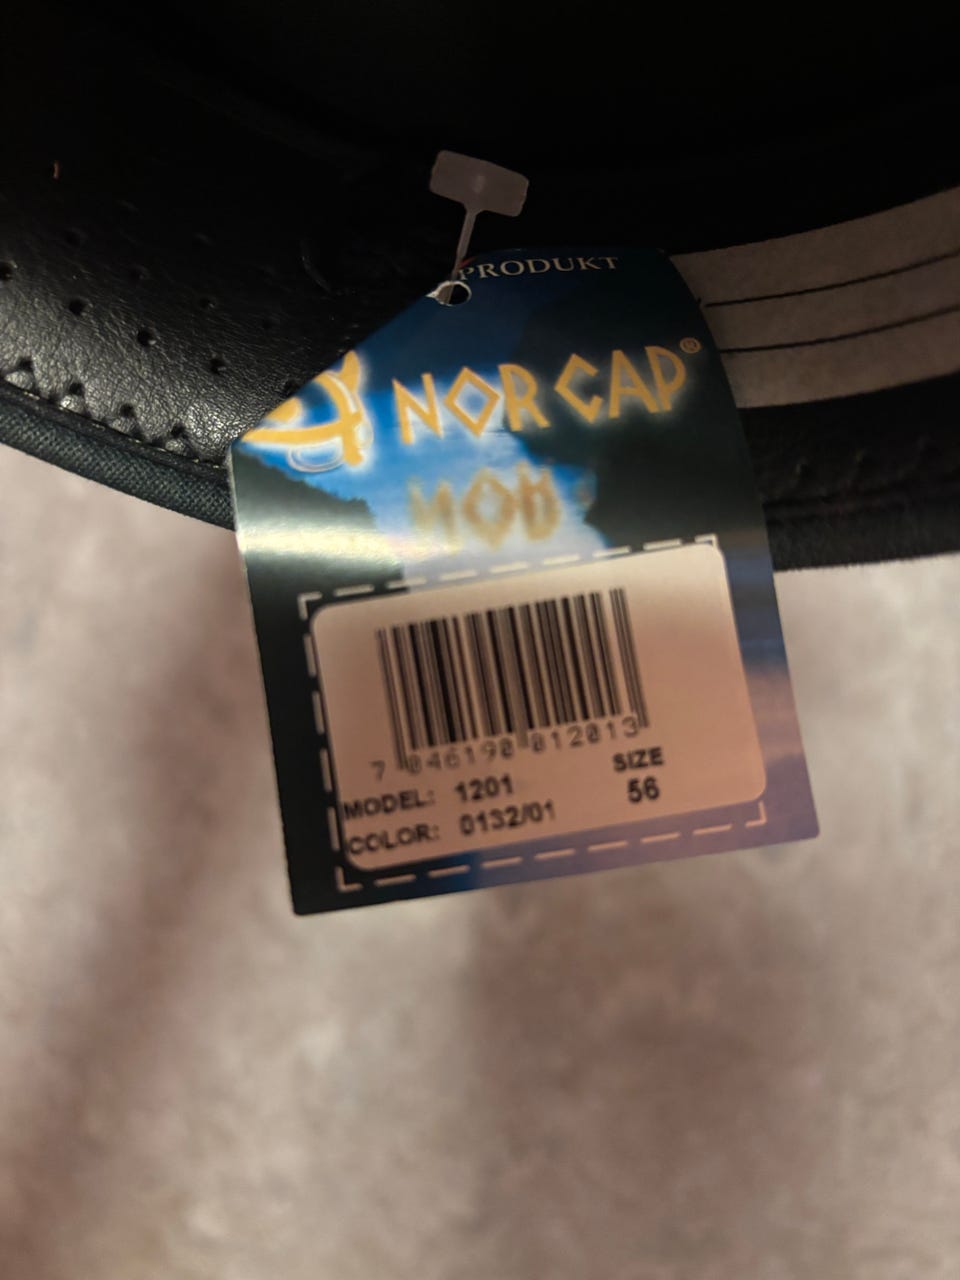 PRODUKT
NOR CAP®
7 046190 012013
MODEL: 1201
SIZE
56
COLOR: 0132/01